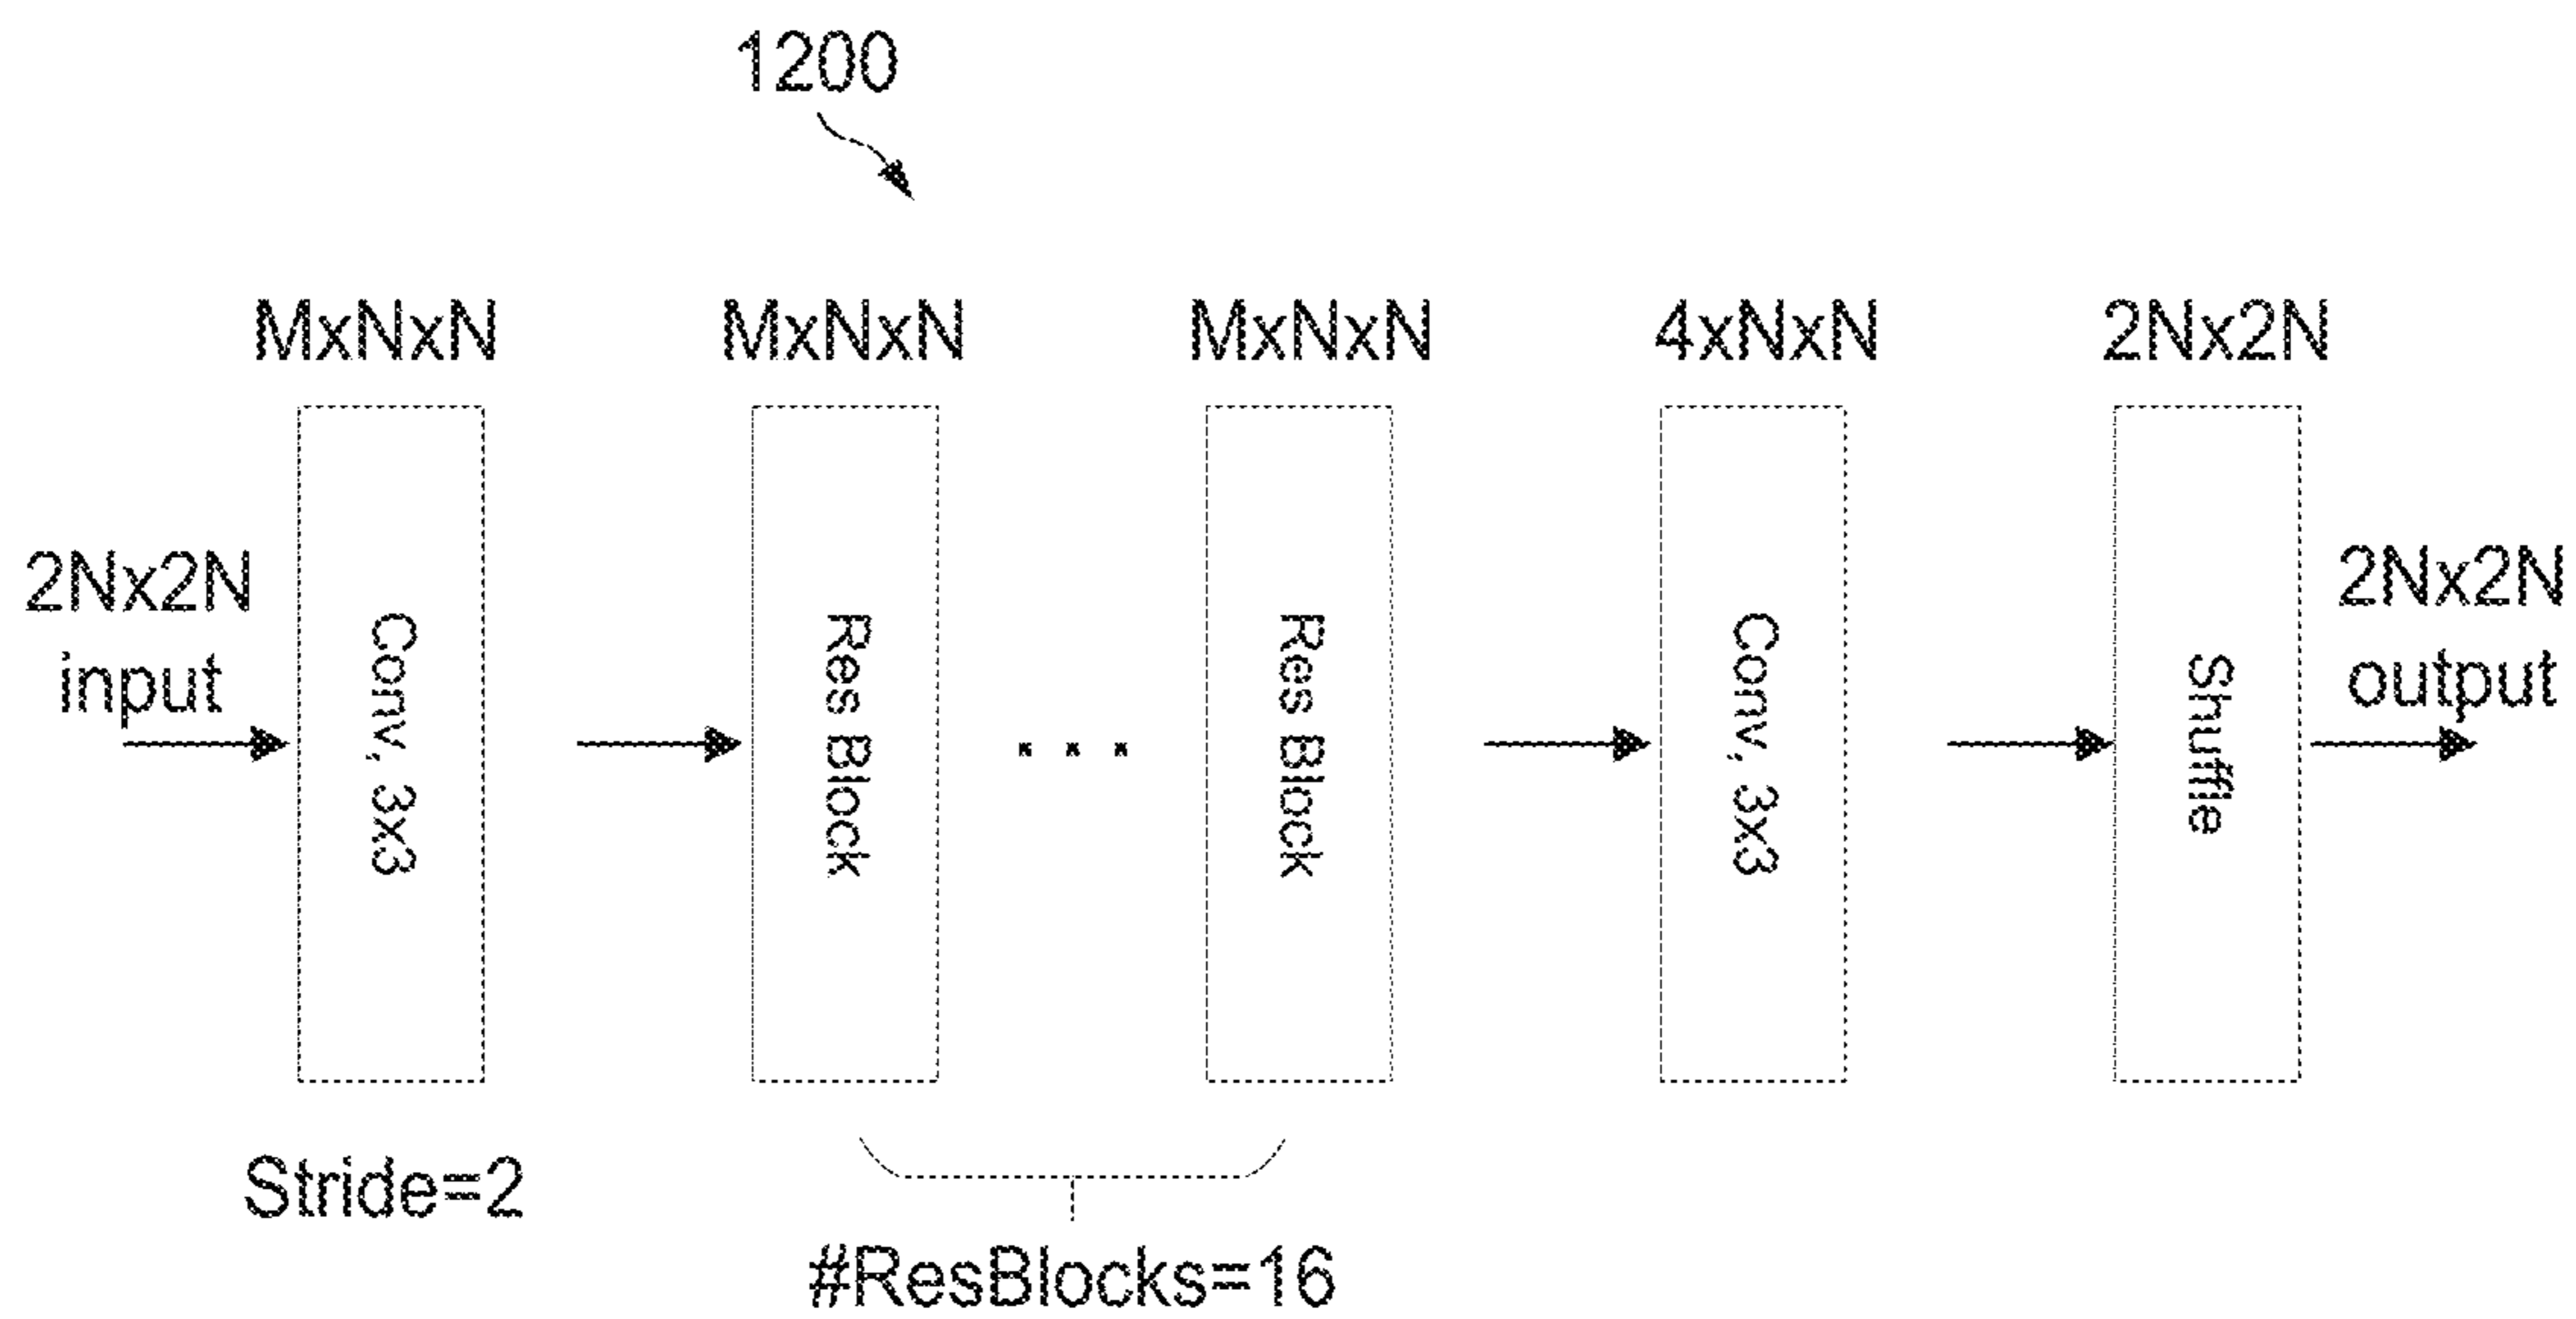 1200
MxNxN
MxNxN
MxNxN
4xNxN
2Nx2N
2Nx2N
input
Conv, 3x3
Res Block
. . .
Res Block
Conv, 3x3
Shuffle
2Nx2N
output
Stride=2
#ResBlocks=16